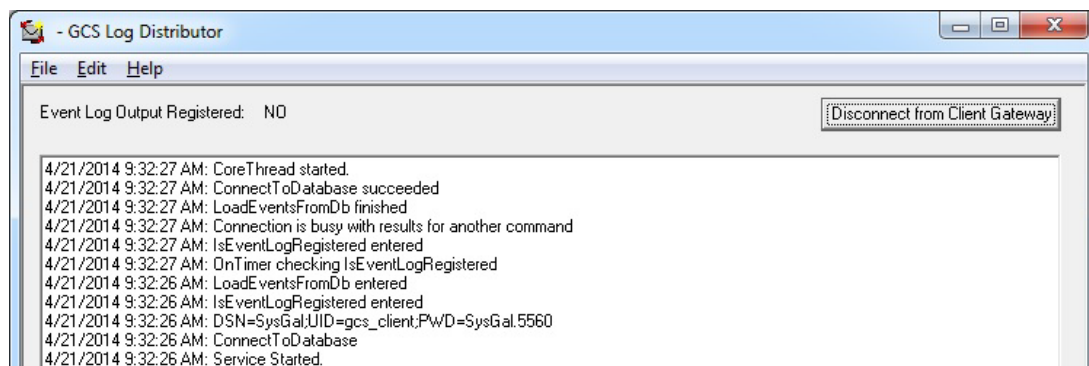 - GCS Log Distributor
File Edit Help
Event Log Output Registered: NO
Disconnect from Client Gateway
4/21/2014 9:32:27 AM: CoreThread started.
4/21/2014 9:32:27 AM: ConnectToDatabase succeeded
4/21/2014 9:32:27 AM: LoadEventsFromDb finished
4/21/2014 9:32:27 AM: Connection is busy with results for another command
4/21/2014 9:32:27 AM: IsEventLogRegistered entered
4/21/2014 9:32:27 AM: OnTimer checking IsEventLogRegistered
4/21/2014 9:32:26 AM: LoadEventsFromDb entered
4/21/2014 9:32:26 AM: IsEventLogRegistered entered
4/21/2014 9:32:26 AM: DSN=SysGal;UID=gcs_client;PWD=SysGal.5560
4/21/2014 9:32:26 AM: ConnectToDatabase
4/21/2014 9:32:26 AM: Service Started.